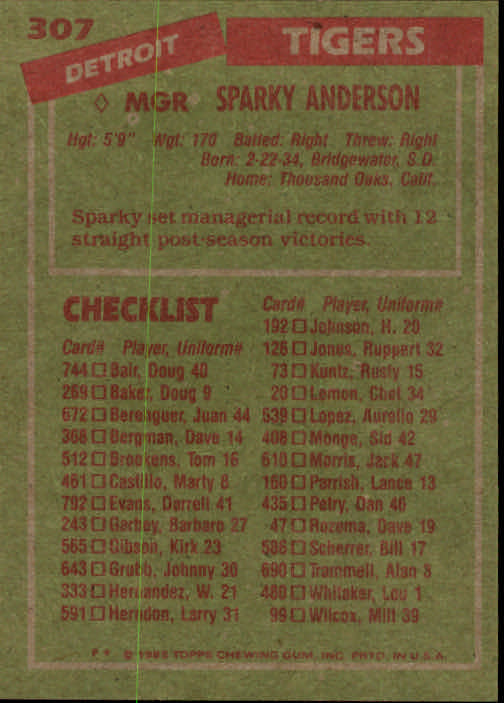 307
DETROIT
TIGERS
◊ MGR SPARKY ANDERSON
Hgt: 5'9" Wgt: 170 Batted: Right Threw: Right
Born: 2-22-34, Bridgewater, S.D.
Home: Thousand Oaks, Calif.
Sparky set managerial record with 12
straight post-season victories.
CHECKLIST
Card# Player, Uniform#
744 ☐ Bair, Doug 40
269 ☐ Baker, Doug 9
672 ☐ Berenguer, Juan 44
368 ☐ Bergman, Dave 14
512 ☐ Brookens, Tom 16
461 ☐ Castillo, Marty 8
792 ☐ Evans, Darrell 41
243 ☐ Garbey, Barbaro 27
565 ☐ Gibson, Kirk 23
643 ☐ Grubb, Johnny 30
333 ☐ Hernandez, W. 21
591 ☐ Herndon, Larry 31
Card# Player, Uniform#
192 ☐ Johnson, H. 20
126 ☐ Jones, Ruppert 32
73 ☐ Kuntz, Rusty 15
20 ☐ Lemon, Chet 34
539 ☐ Lopez, Aurelio 29
408 ☐ Monge, Sid 42
610 ☐ Morris, Jack 47
160 ☐ Parrish, Lance 13
435 ☐ Petry, Dan 46
47 ☐ Rozema, Dave 19
586 ☐ Scherrer, Bill 17
690 ☐ Trammell, Alan 3
480 ☐ Whitaker, Lou 1
99 ☐ Wilcox, Milt 39
© 1985 TOPPS CHEWING GUM, INC. PRTD. IN U.S.A.